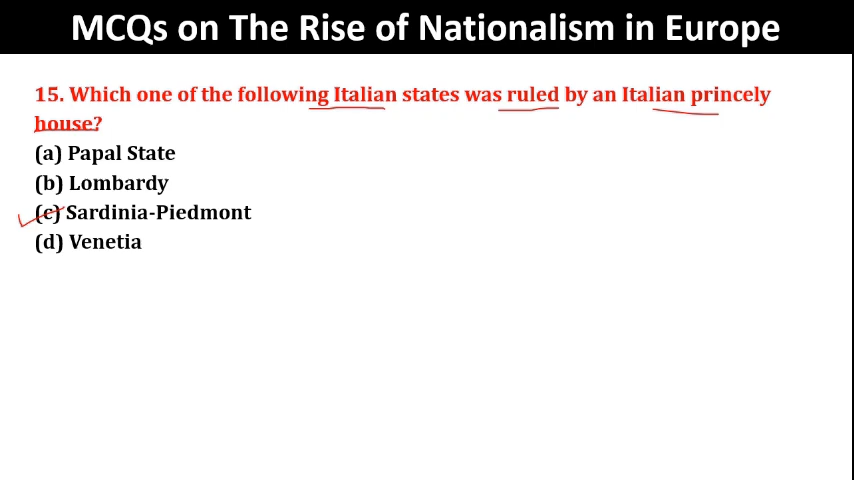 MCQs on The Rise of Nationalism in Europe
15. Which one of the following Italian states was ruled by an Italian princely
house?
(a) Papal State
(b) Lombardy
(c) Sardinia-Piedmont
(d) Venetia